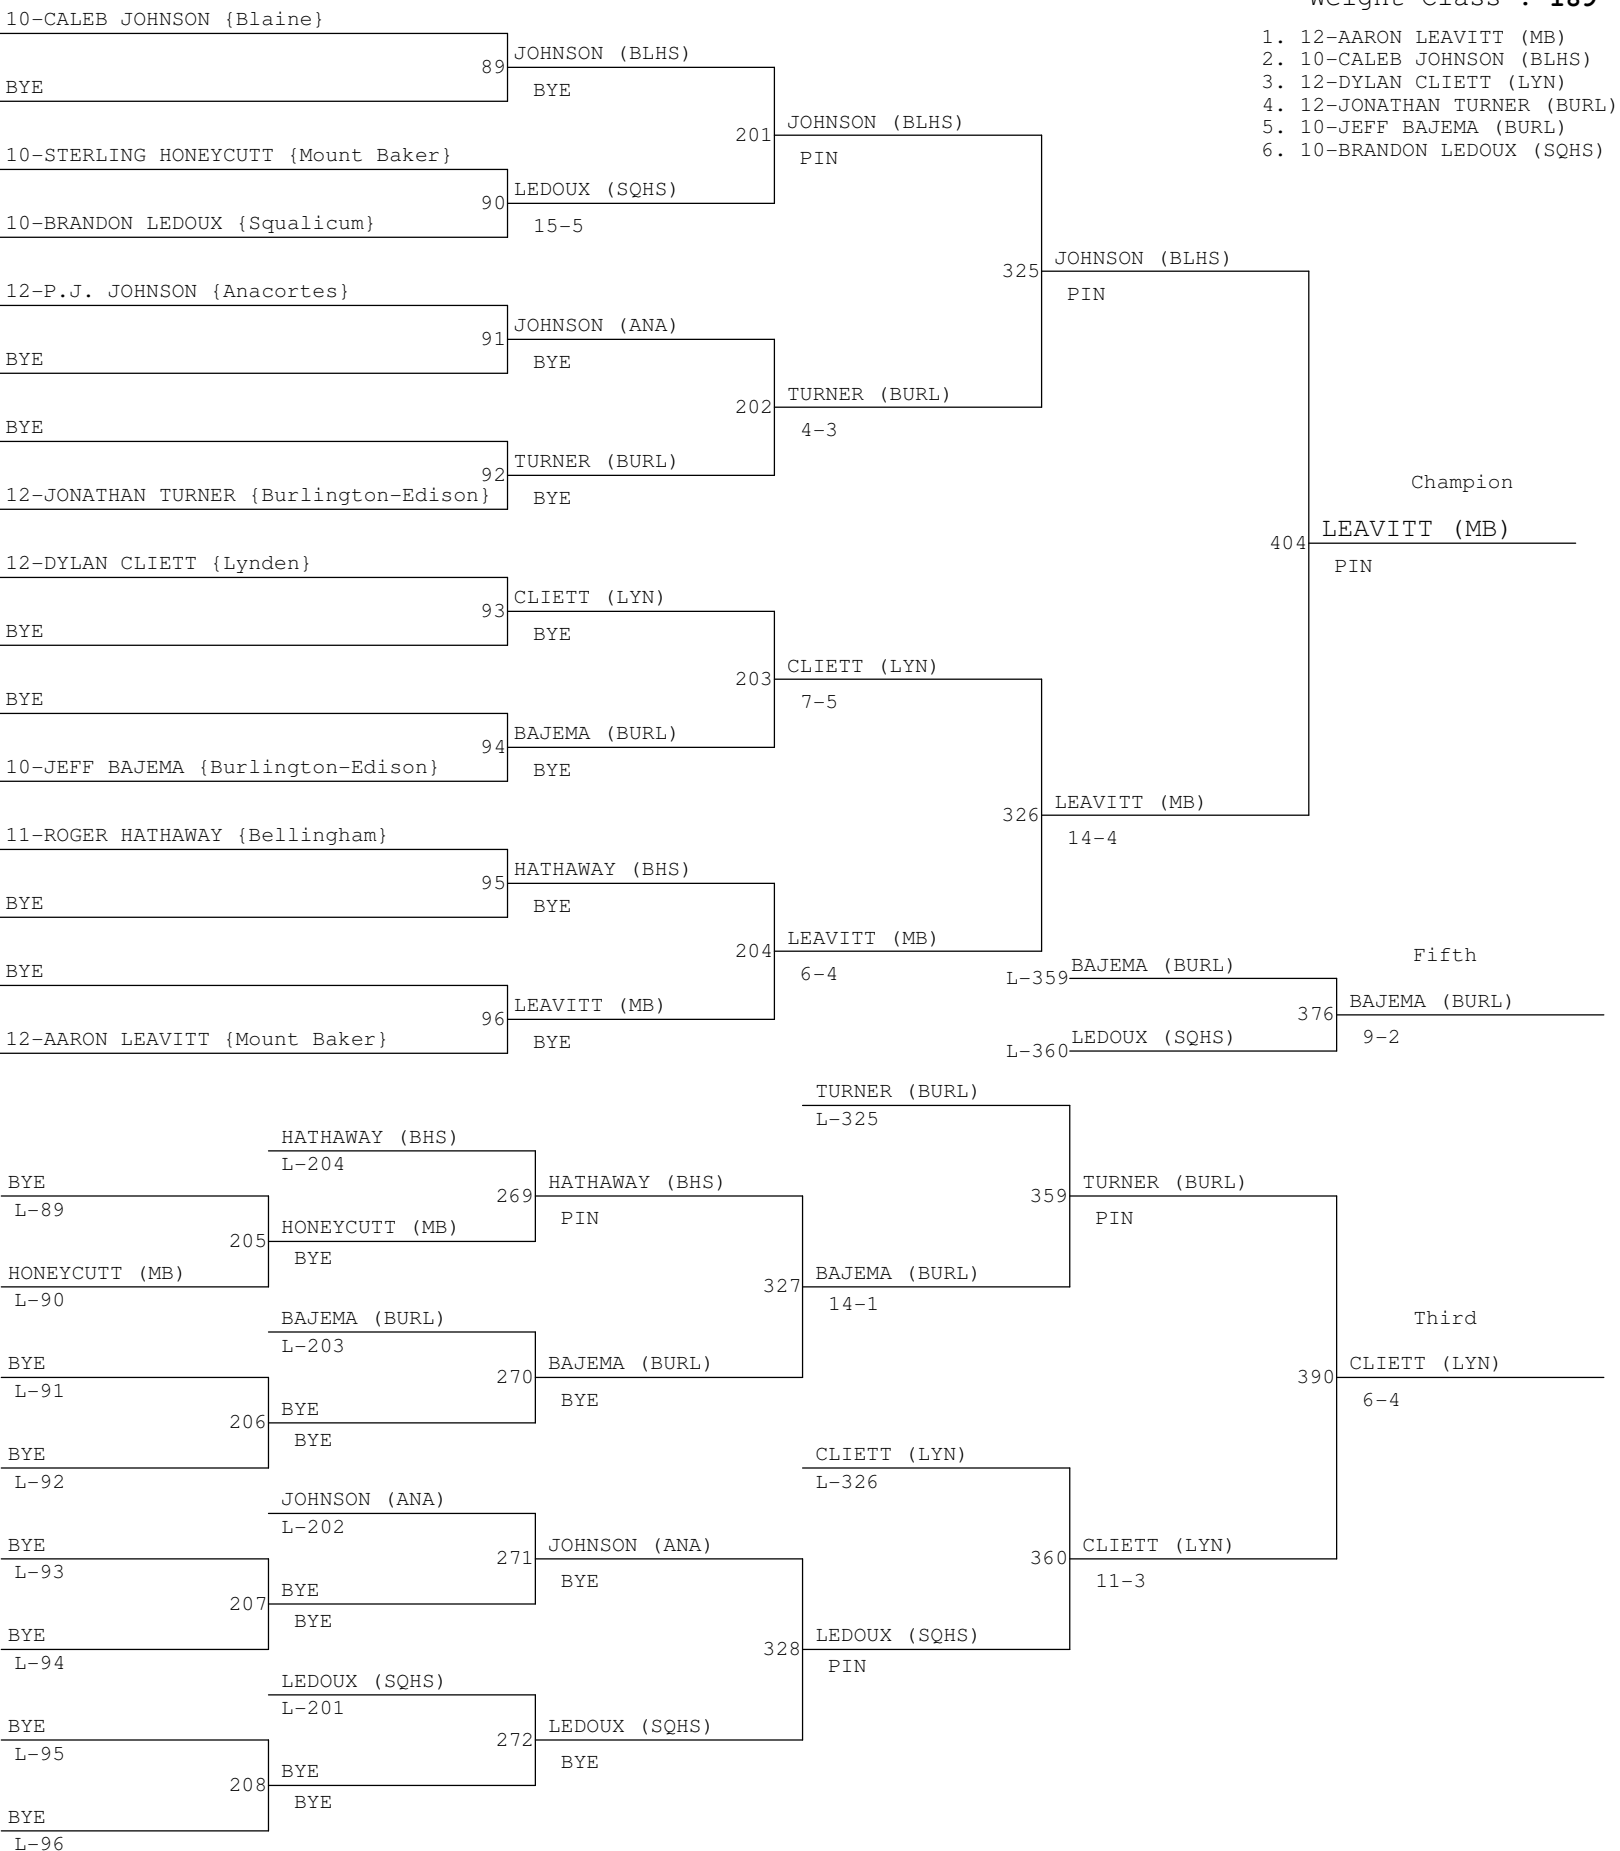 Weight Class : 189
1. 12-AARON LEAVITT (MB)
2. 10-CALEB JOHNSON (BLHS)
3. 12-DYLAN CLIETT (LYN)
4. 12-JONATHAN TURNER (BURL)
5. 10-JEFF BAJEMA (BURL)
6. 10-BRANDON LEDOUX (SQHS)
10-CALEB JOHNSON {Blaine}
89
BYE
JOHNSON (BLHS)
BYE
10-STERLING HONEYCUTT {Mount Baker}
90
10-BRANDON LEDOUX {Squalicum}
LEDOUX (SQHS)
15-5
201
JOHNSON (BLHS)
PIN
12-P.J. JOHNSON {Anacortes}
91
BYE
JOHNSON (ANA)
BYE
BYE
92
12-JONATHAN TURNER {Burlington-Edison}
TURNER (BURL)
BYE
202
TURNER (BURL)
4-3
325
JOHNSON (BLHS)
PIN
12-DYLAN CLIETT {Lynden}
93
BYE
CLIETT (LYN)
BYE
BYE
94
10-JEFF BAJEMA {Burlington-Edison}
BAJEMA (BURL)
BYE
203
CLIETT (LYN)
7-5
11-ROGER HATHAWAY {Bellingham}
95
BYE
HATHAWAY (BHS)
BYE
BYE
96
12-AARON LEAVITT {Mount Baker}
LEAVITT (MB)
BYE
204
LEAVITT (MB)
6-4
326
LEAVITT (MB)
14-4
Champion
404
LEAVITT (MB)
PIN
Fifth
L-359
BAJEMA (BURL)
L-360
LEDOUX (SQHS)
376
BAJEMA (BURL)
9-2
TURNER (BURL)
L-325
HATHAWAY (BHS)
L-204
BYE
L-89
205
HONEYCUTT (MB)
L-90
HONEYCUTT (MB)
BYE
269
HATHAWAY (BHS)
PIN
BAJEMA (BURL)
L-203
BYE
L-91
206
BYE
L-92
BYE
BYE
270
BAJEMA (BURL)
BYE
327
BAJEMA (BURL)
14-1
359
TURNER (BURL)
PIN
CLIETT (LYN)
L-326
JOHNSON (ANA)
L-202
BYE
L-93
207
BYE
L-94
BYE
BYE
271
JOHNSON (ANA)
BYE
LEDOUX (SQHS)
L-201
BYE
L-95
208
BYE
L-96
BYE
BYE
272
LEDOUX (SQHS)
BYE
328
LEDOUX (SQHS)
PIN
360
CLIETT (LYN)
11-3
Third
390
CLIETT (LYN)
6-4